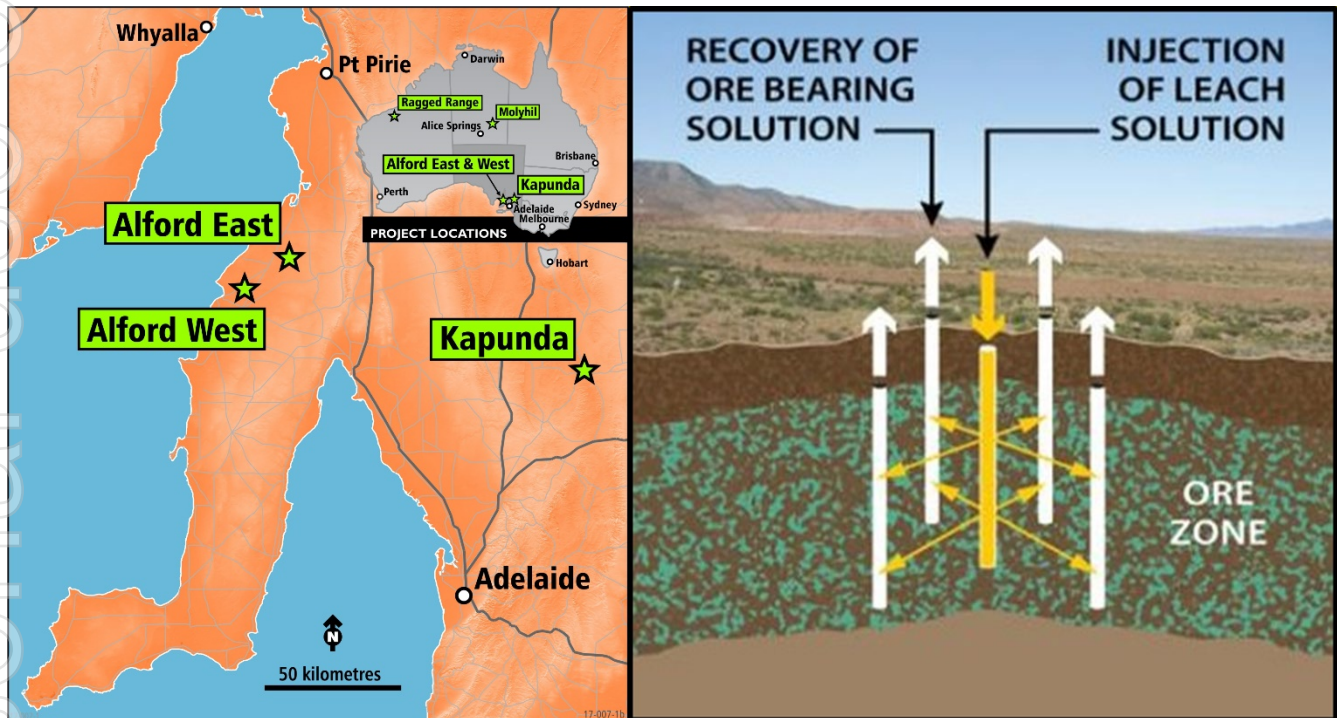 Whyalla
Pt Pirie
Darwin
Ragged Range
Molyhil
Alice Springs
Alford East & West
Brisbane
Kapunda
Perth
Adelaide
Sydney
Melbourne
PROJECT LOCATIONS
Hobart
Alford East
Alford West
Kapunda
Adelaide
N
50 kilometres
17-007-1b
RECOVERY OF
ORE BEARING
SOLUTION
INJECTION
OF LEACH
SOLUTION
ORE
ZONE